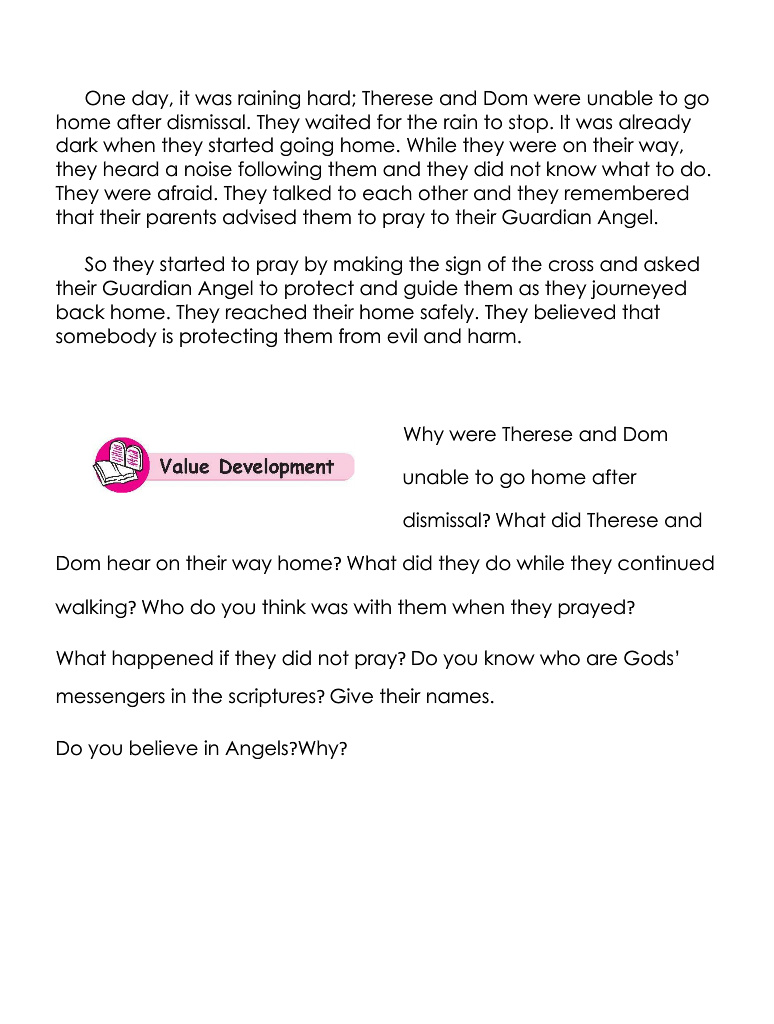 One day, it was raining hard; Therese and Dom were unable to go
home after dismissal. They waited for the rain to stop. It was already
dark when they started going home. While they were on their way,
they heard a noise following them and they did not know what to do.
They were afraid. They talked to each other and they remembered
that their parents advised them to pray to their Guardian Angel.
So they started to pray by making the sign of the cross and asked
their Guardian Angel to protect and guide them as they journeyed
back home. They reached their home safely. They believed that
somebody is protecting them from evil and harm.
Value Development
Why were Therese and Dom
unable to go home after
dismissal? What did Therese and
Dom hear on their way home? What did they do while they continued
walking? Who do you think was with them when they prayed?
What happened if they did not pray? Do you know who are Gods’
messengers in the scriptures? Give their names.
Do you believe in Angels?Why?